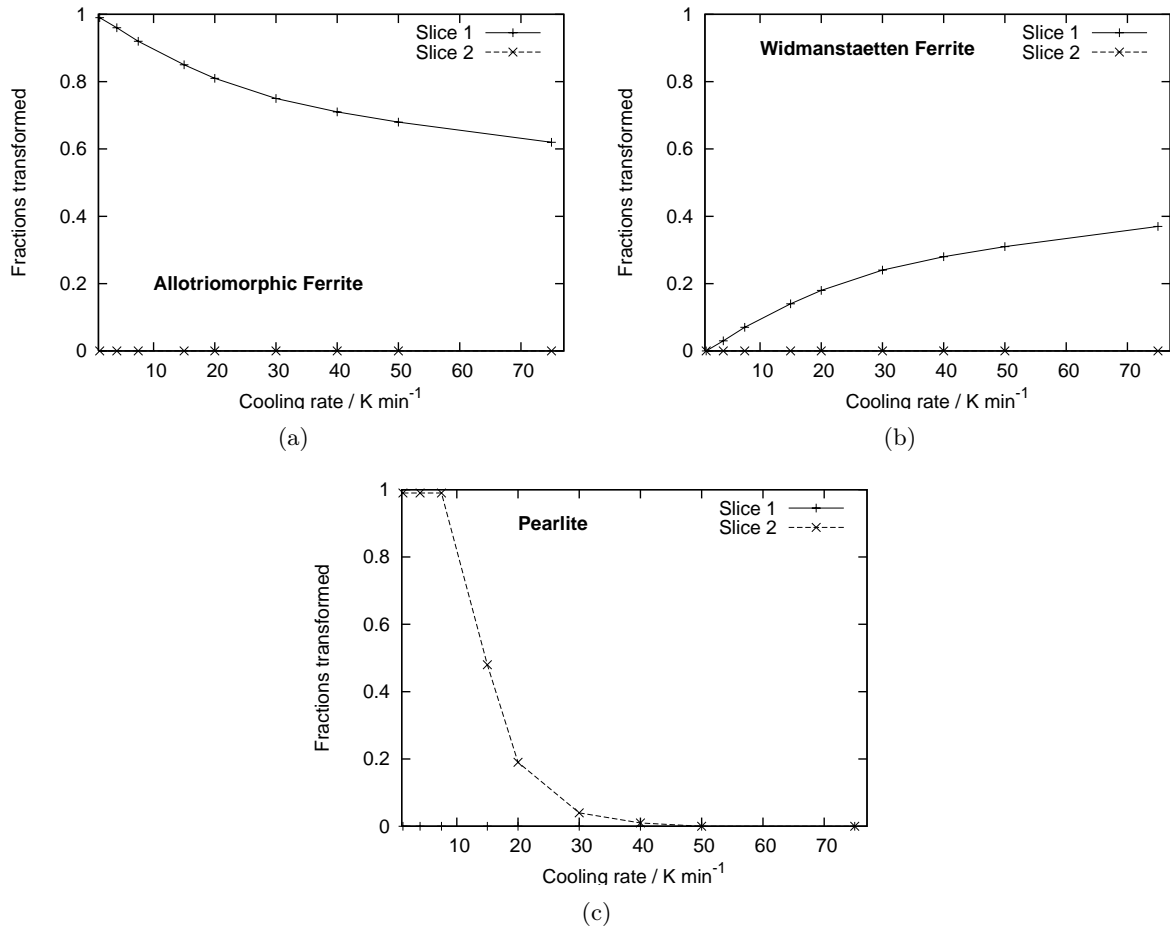 1
0.8
0.6
0.4
0.2
0
Fractions transformed
Slice 1
Slice 2
Allotriomorphic Ferrite
10 20 30 40 50 60 70
Cooling rate / K min⁻¹
(a)
1
0.8
0.6
0.4
0.2
0
Fractions transformed
Widmanstaetten Ferrite
Slice 1
Slice 2
10 20 30 40 50 60 70
Cooling rate / K min⁻¹
(b)
1
0.8
0.6
0.4
0.2
0
Fractions transformed
Pearlite
Slice 1
Slice 2
10 20 30 40 50 60 70
Cooling rate / K min⁻¹
(c)